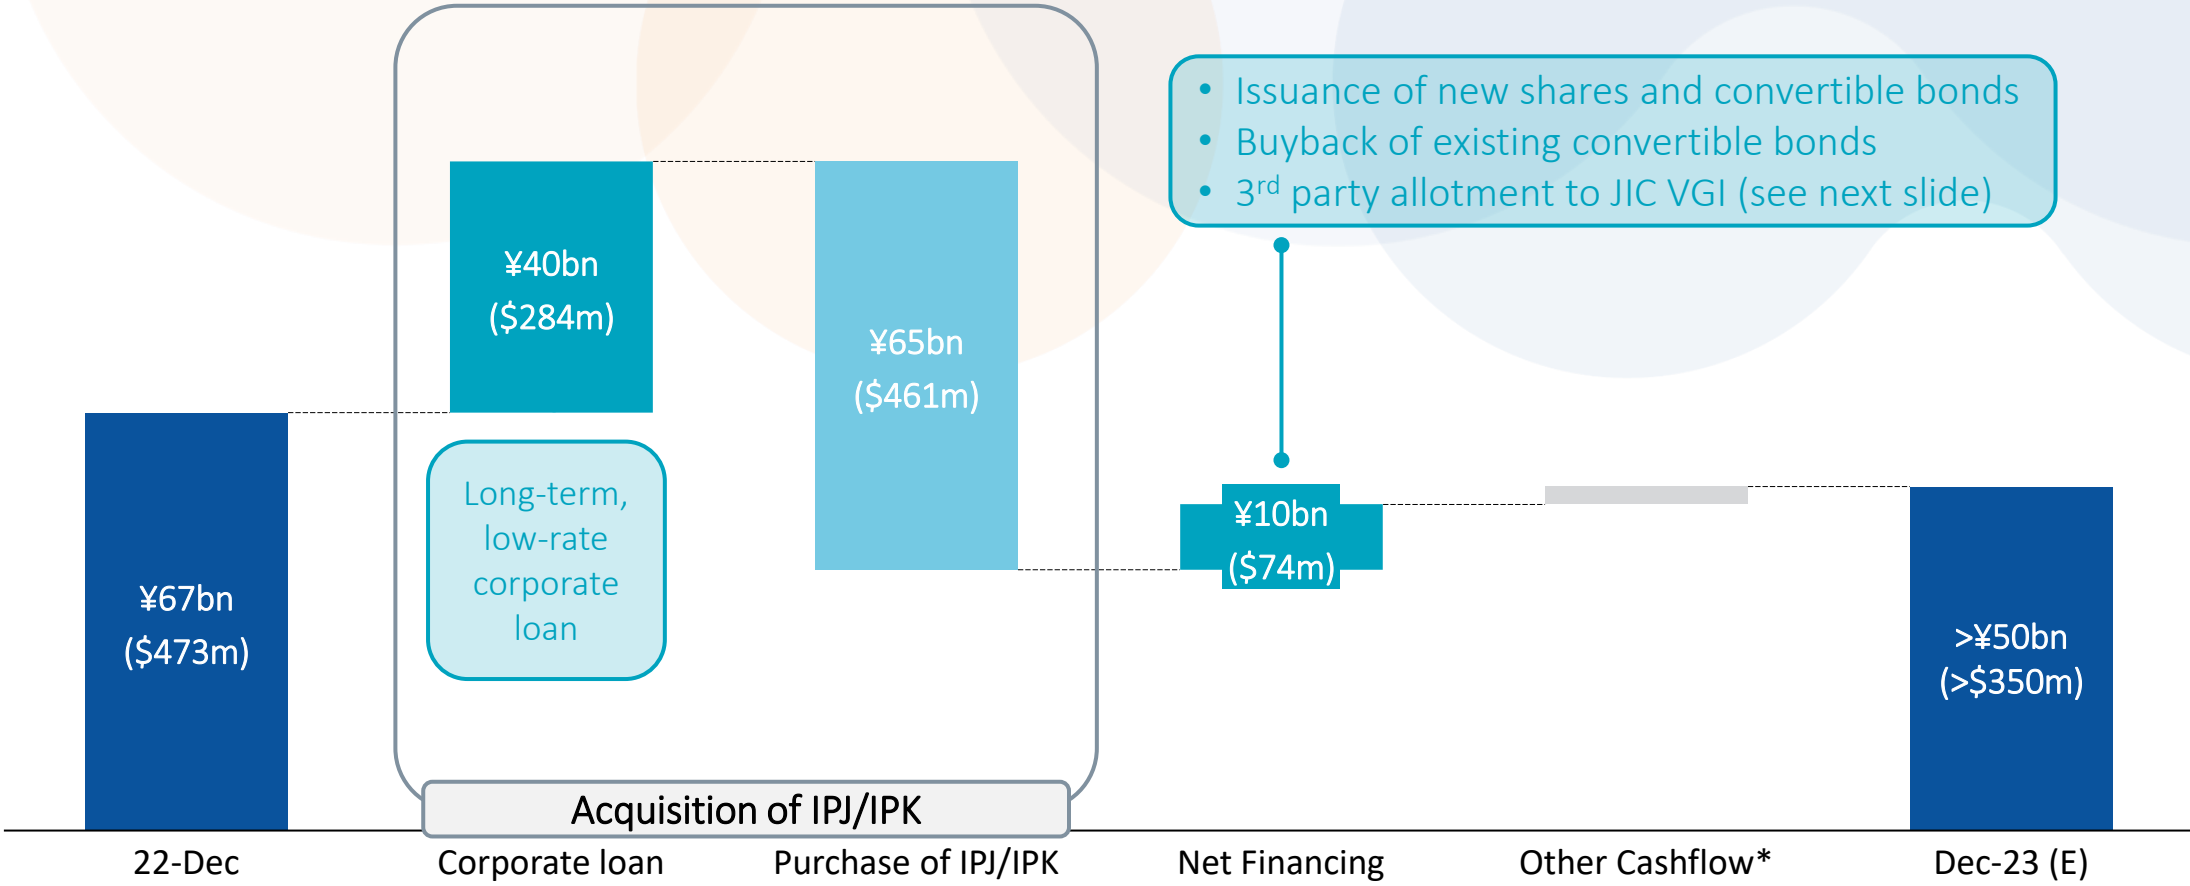 • Issuance of new shares and convertible bonds
• Buyback of existing convertible bonds
• 3rd party allotment to JIC VGI (see next slide)
¥40bn
($284m)
¥65bn
($461m)
Long-term,
low-rate
corporate
loan
¥10bn
($74m)
¥67bn
($473m)
>¥50bn
(>$350m)
Acquisition of IPJ/IPK
22-Dec
Corporate loan
Purchase of IPJ/IPK
Net Financing
Other Cashflow*
Dec-23 (E)